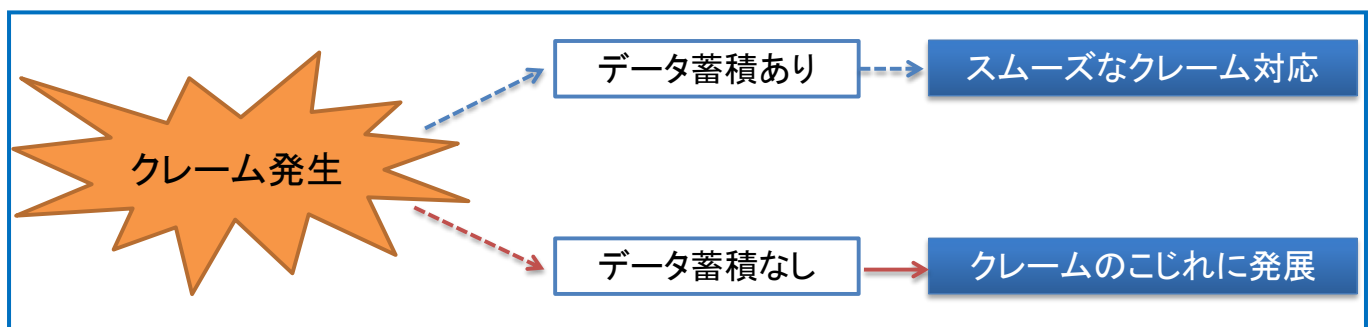 データ蓄積あり
スムーズなクレーム対応
クレーム発生
データ蓄積なし
クレームのこじれに発展